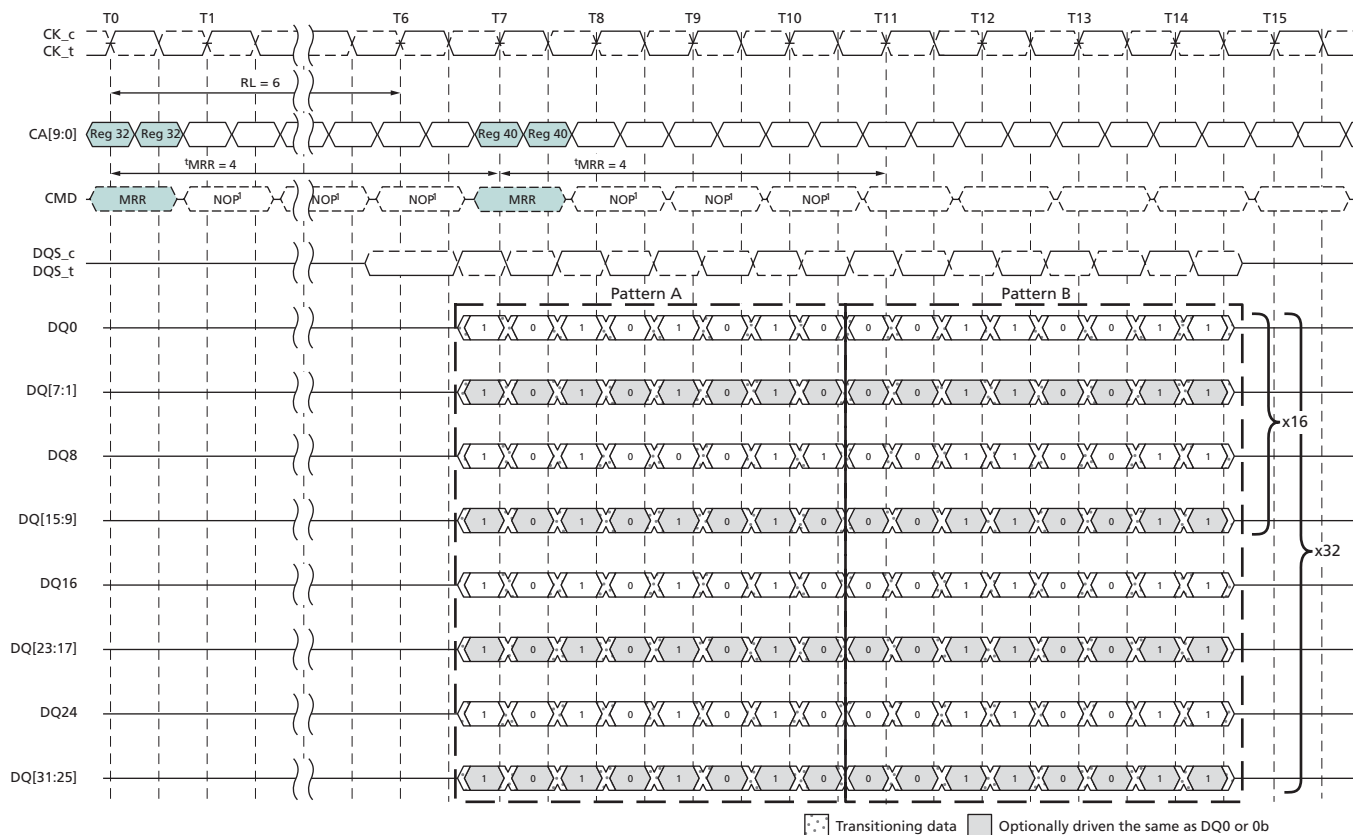 T0 T1 T6 T7 T8 T9 T10 T11 T12 T13 T14 T15
CK_c
CK_t
RL = 6
CA[9:0] Reg 32 Reg 32 Reg 40 Reg 40
tMRR = 4 tMRR = 4
CMD MRR NOP1 NOP1 NOP1 MRR NOP1 NOP1 NOP1
DQS_c
DQS_t
Pattern A Pattern B
DQ0 1 0 1 0 1 0 1 0 0 0 1 1 0 0 1 1
DQ[7:1] 1 0 1 0 1 0 1 0 0 0 1 1 0 0 1 1
x16
DQ8 1 0 1 0 0 0 1 1 0 0 1 1 0 0 1 1
DQ[15:9] 1 0 1 0 1 0 1 0 0 0 1 1 0 0 1 1
x32
DQ16 1 0 1 0 1 0 1 0 0 0 1 1 0 0 1 1
DQ[23:17] 1 0 1 0 1 0 1 0 0 0 1 1 0 0 1 1
DQ24 1 0 1 0 1 0 1 0 0 0 1 1 0 0 1 1
DQ[31:25] 1 0 1 0 1 0 1 0 0 0 1 1 0 0 1 1
Transitioning data Optionally driven the same as DQ0 or 0b